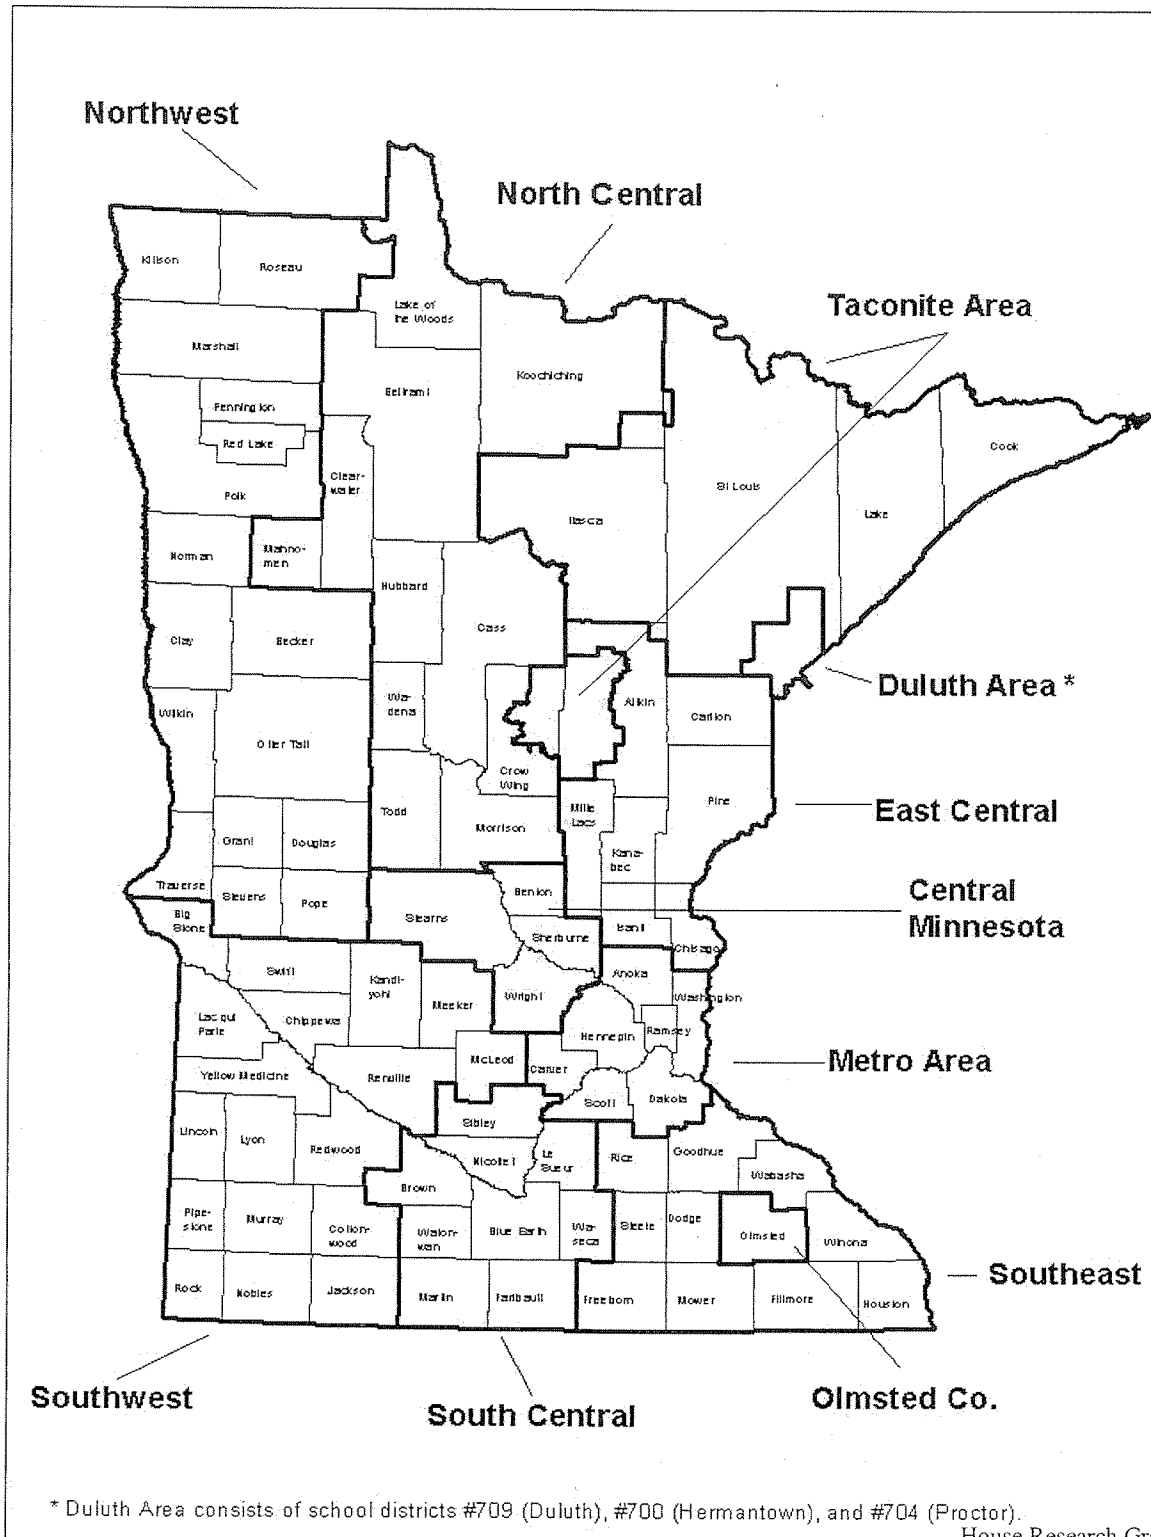 Northwest
North Central
Taconite Area
Kittson
Roseau
Lake of
the Woods
Marshall
Koochiching
Beltrami
Pennington
Red Lake
Cook
Clear-
water
St Louis
Polk
Lake
Itasca
Norman
Mahno-
men
Hubbard
Cass
Clay
Becker
Duluth Area *
Wa-
dena
Aitkin
Carlton
Wilkin
Otter Tail
Crow
Wing
Pine
East Central
Todd
Mille
Lacs
Morrison
Grant
Douglas
Kana-
bec
Traverse
Stevens
Pope
Benton
Central
Minnesota
Big
Stone
Stearns
Sherburne
Isanti
Chisago
Swift
Kandi-
yohi
Anoka
Wright
Washington
Meeker
Lac qui
Parle
Chippewa
Hennepin
Ramsey
McLeod
Carver
Metro Area
Yellow Medicine
Renville
Scott
Dakota
Sibley
Lincoln
Lyon
Redwood
Nicollet
Le
Sueur
Rice
Goodhue
Wabasha
Brown
Pipe-
stone
Murray
Cotton-
wood
Waton-
wan
Blue Earth
Wa-
seca
Steele
Dodge
Olmsted
Winona
Southeast
Rock
Nobles
Jackson
Martin
Faribault
Freeborn
Mower
Fillmore
Houston
Southwest
South Central
Olmsted Co.
* Duluth Area consists of school districts #709 (Duluth), #700 (Hermantown), and #704 (Proctor).
House Research Gra